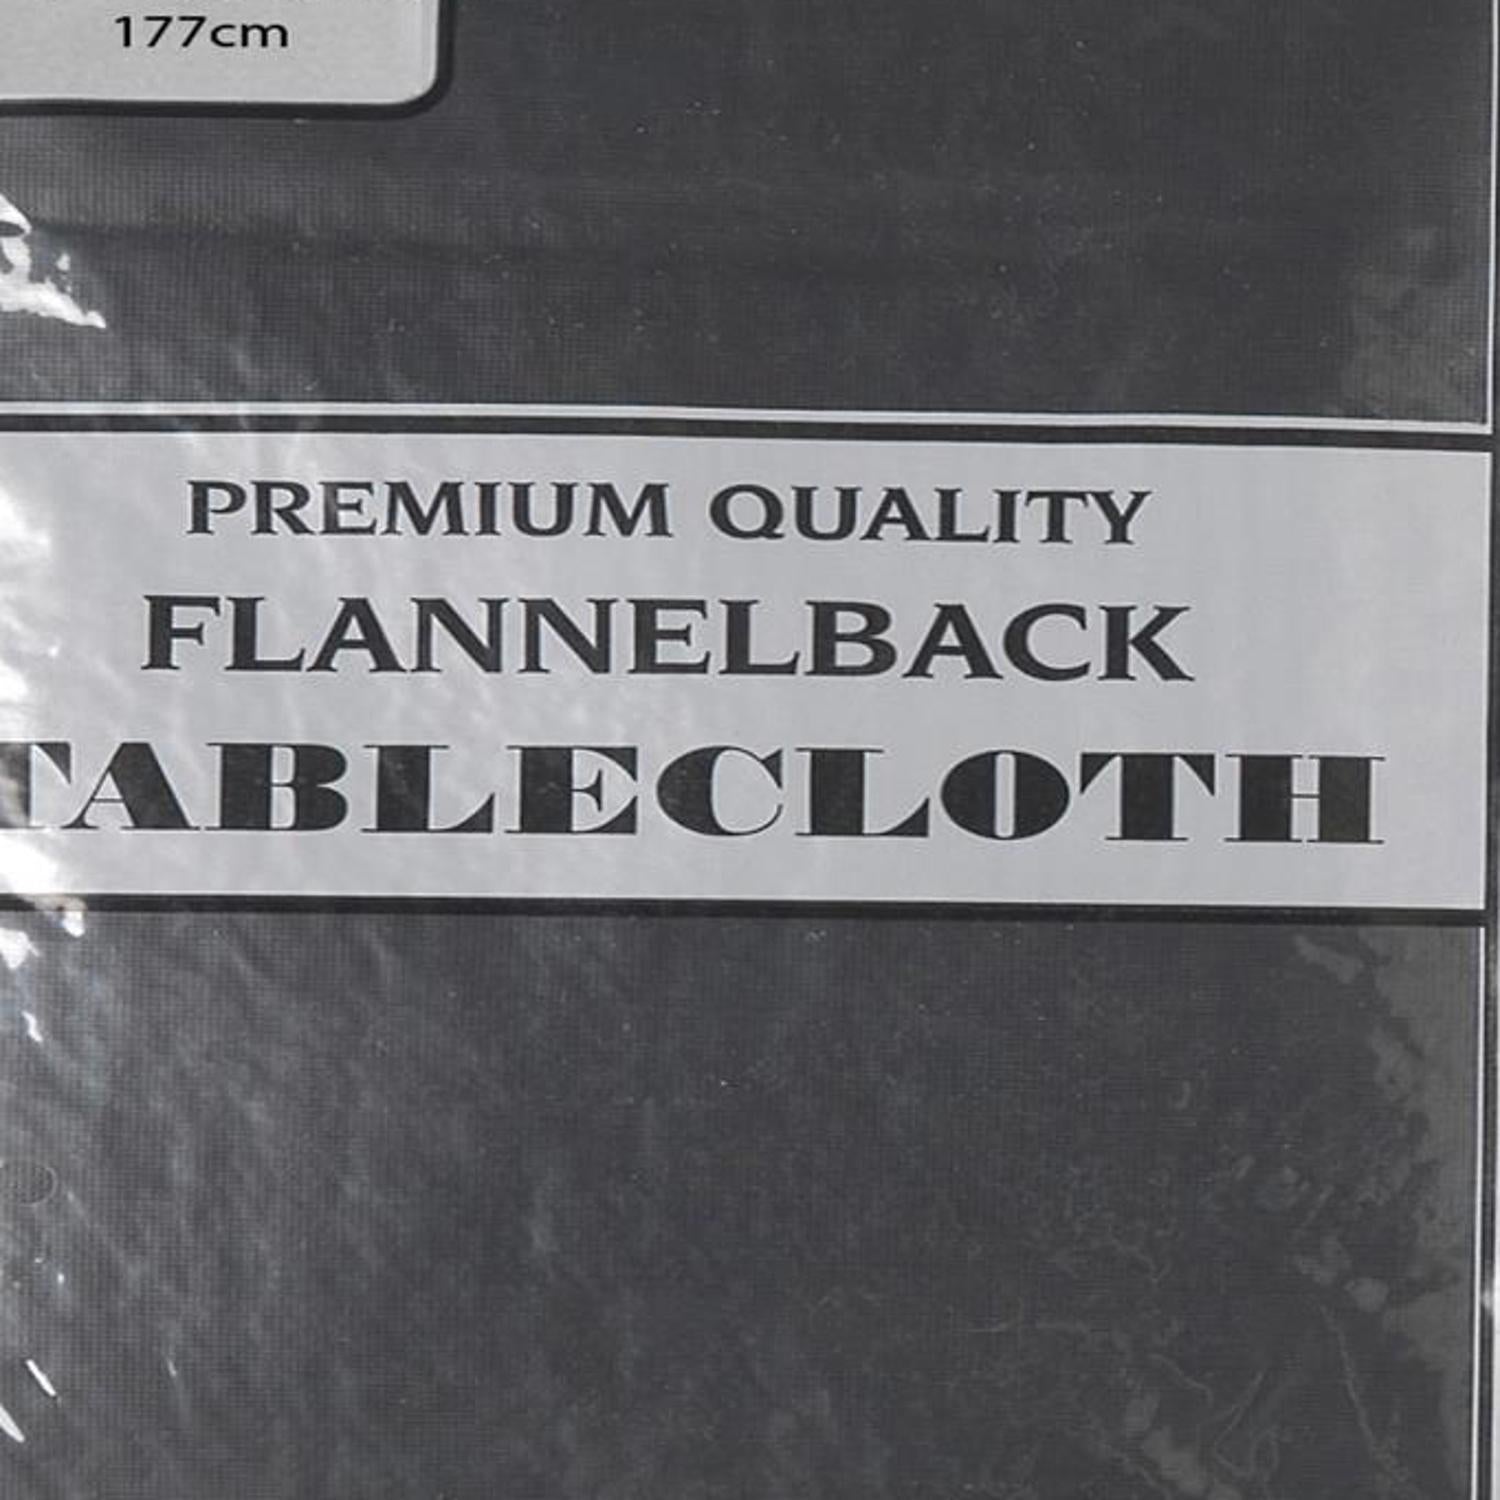 177cm
PREMIUM QUALITY
FLANNELBACK
TABLECLOTH